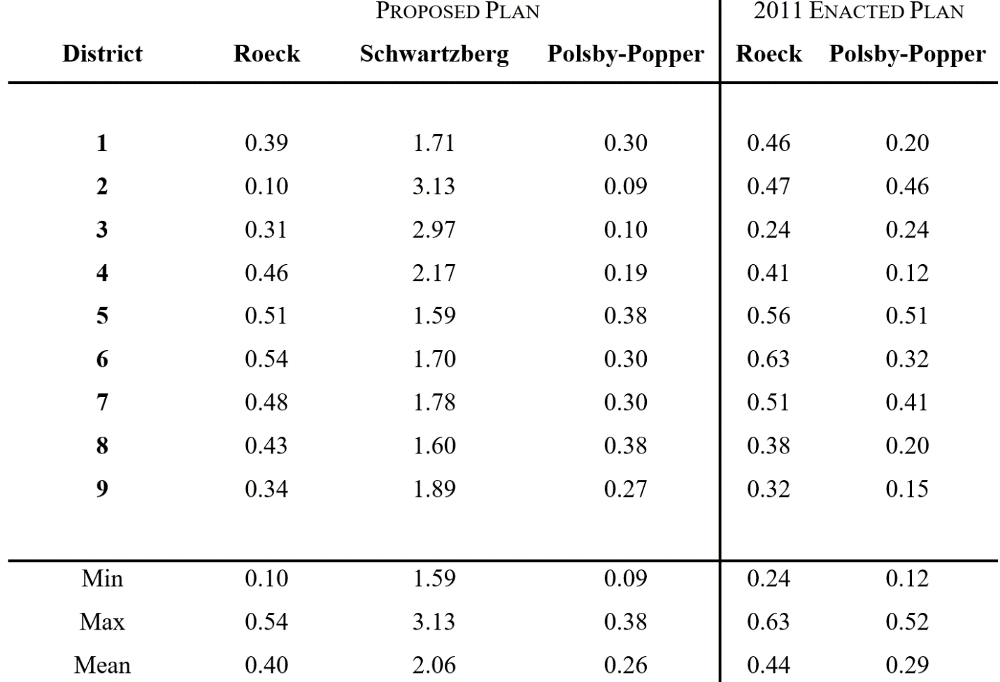 PROPOSED PLAN 2011 ENACTED PLAN
District Roeck Schwartzberg Polsby-Popper Roeck Polsby-Popper
1 0.39 1.71 0.30 0.46 0.20
2 0.10 3.13 0.09 0.47 0.46
3 0.31 2.97 0.10 0.24 0.24
4 0.46 2.17 0.19 0.41 0.12
5 0.51 1.59 0.38 0.56 0.51
6 0.54 1.70 0.30 0.63 0.32
7 0.48 1.78 0.30 0.51 0.41
8 0.43 1.60 0.38 0.38 0.20
9 0.34 1.89 0.27 0.32 0.15
Min 0.10 1.59 0.09 0.24 0.12
Max 0.54 3.13 0.38 0.63 0.52
Mean 0.40 2.06 0.26 0.44 0.29